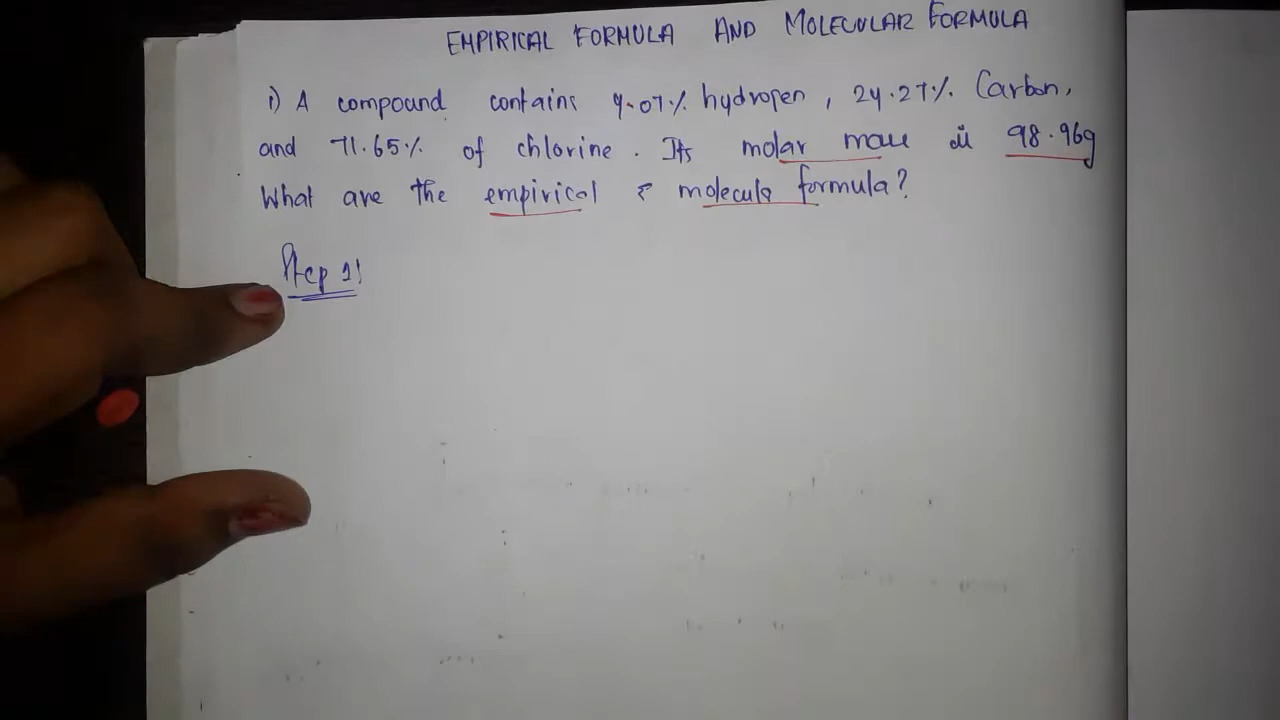 EMPIRICAL FORMULA AND MOLECULAR FORMULA
1) A compound contains 4.07% hydrogen, 24.27% Carbon,
and 71.65% of chlorine. Its molar mass is 98.96g
What are the empirical & molecula formula?
Step 1: